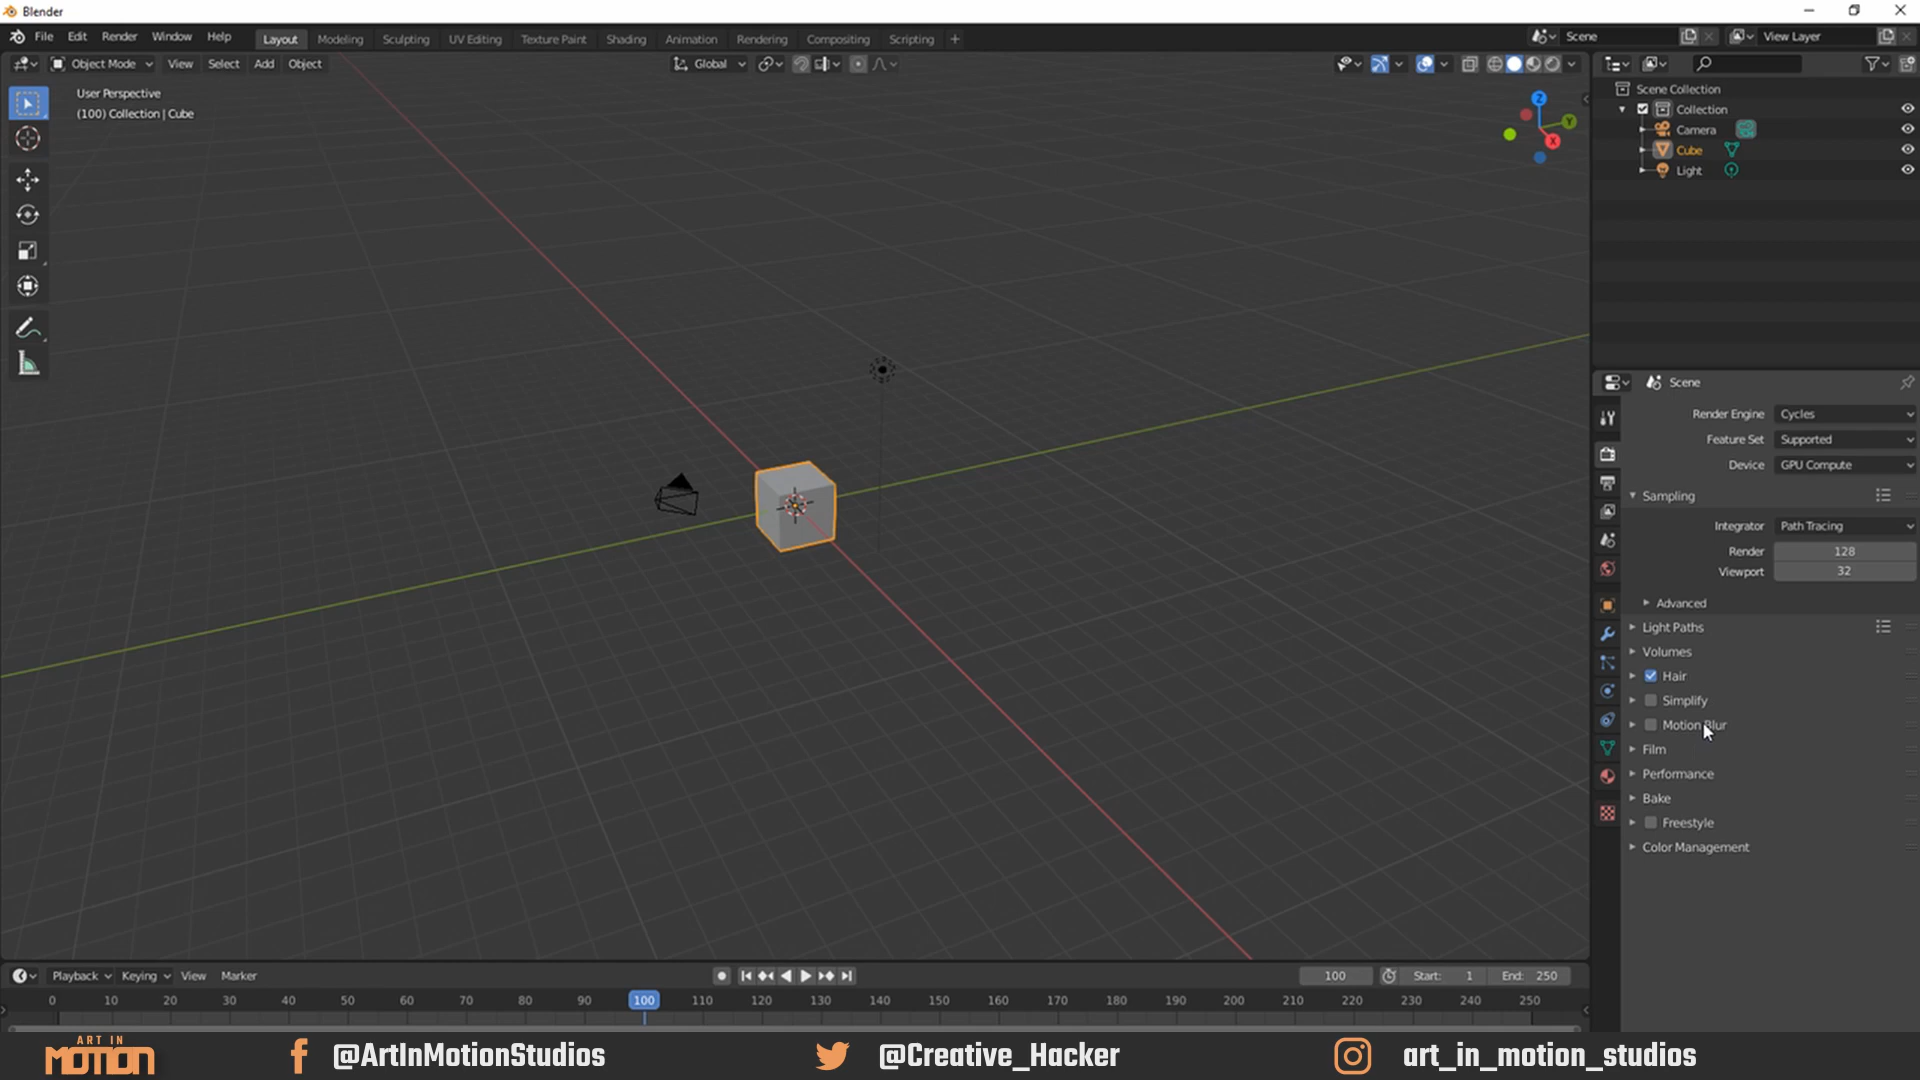 Blender
File Edit Render Window Help Layout Modeling Sculpting UV Editing Texture Paint Shading Animation Rendering Compositing Scripting + Scene View Layer
Object Mode View Select Add Object Global
User Perspective
(100) Collection | Cube
Z
Y
X
Scene Collection
Collection
Camera
Cube
Light
Scene
Render Engine Cycles
Feature Set Supported
Device GPU Compute
Sampling
Integrator Path Tracing
Render 128
Viewport 32
Advanced
Light Paths
Volumes
Hair
Simplify
Motion Blur
Film
Performance
Bake
Freestyle
Color Management
Playback Keying View Marker 100 Start: 1 End: 250
0 10 20 30 40 50 60 70 80 90 100 110 120 130 140 150 160 170 180 190 200 210 220 230 240 250
ART IN
MOTION
@ArtInMotionStudios
@Creative_Hacker
art_in_motion_studios